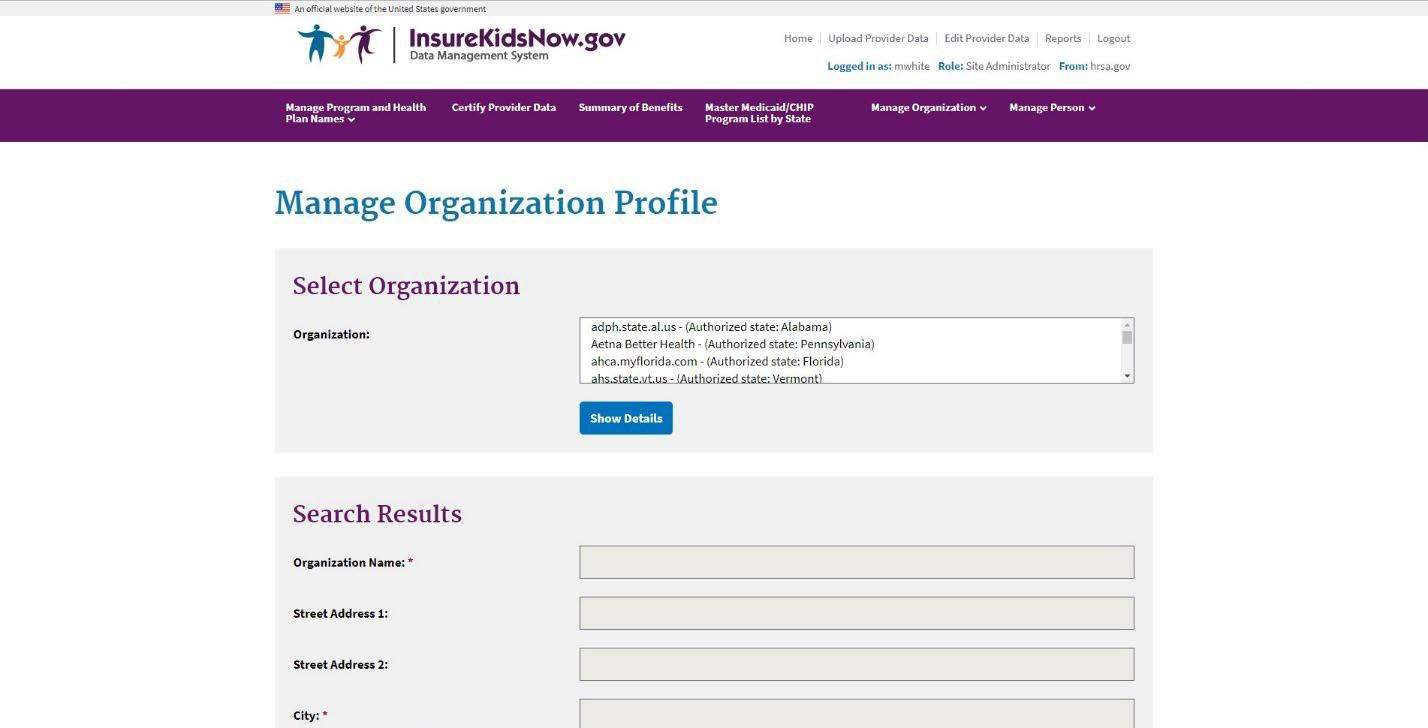 An official website of the United States government
InsureKidsNow.gov
Data Management System
Home Upload Provider Data Edit Provider Data Reports Logout
Logged in as: mwhite Role: Site Administrator From: hrsa.gov
Manage Program and Health Plan Names
Certify Provider Data
Summary of Benefits
Master Medicaid/CHIP Program List by State
Manage Organization
Manage Person
Manage Organization Profile
Select Organization
Organization:
adph.state.al.us - (Authorized state: Alabama)
Aetna Better Health - (Authorized state: Pennsylvania)
ahca.myflorida.com - (Authorized state: Florida)
ahs.state.vt.us - (Authorized state: Vermont)
Show Details
Search Results
Organization Name: *
Street Address 1:
Street Address 2:
City: *